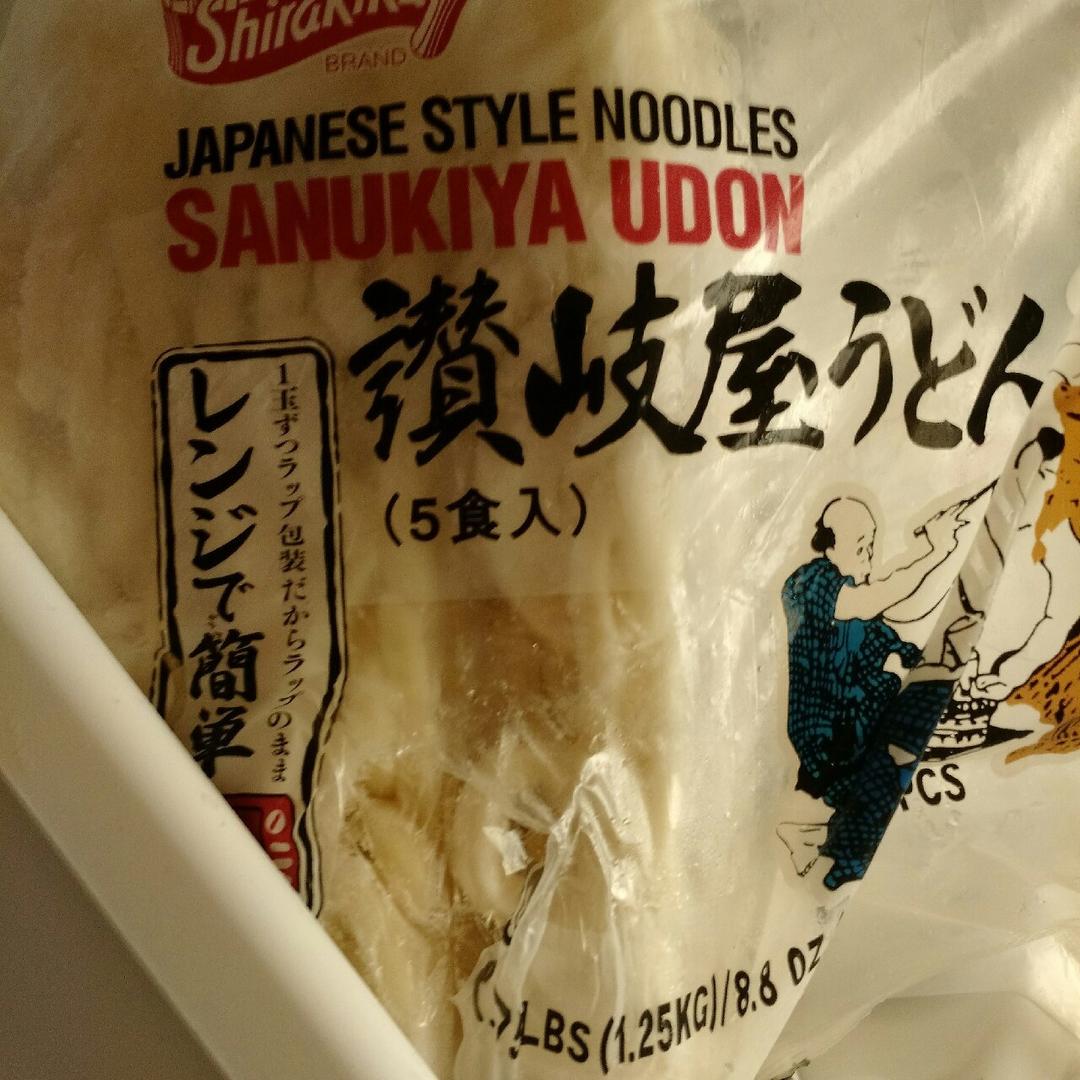 Shirakiku
BRAND
JAPANESE STYLE NOODLES
SANUKIYA UDON
讃岐屋うどん
(5食入)
1玉ずつラップ包装だからラップのまま
レンジで簡単
PCS
LBS (1.25KG)/8.8 OZ